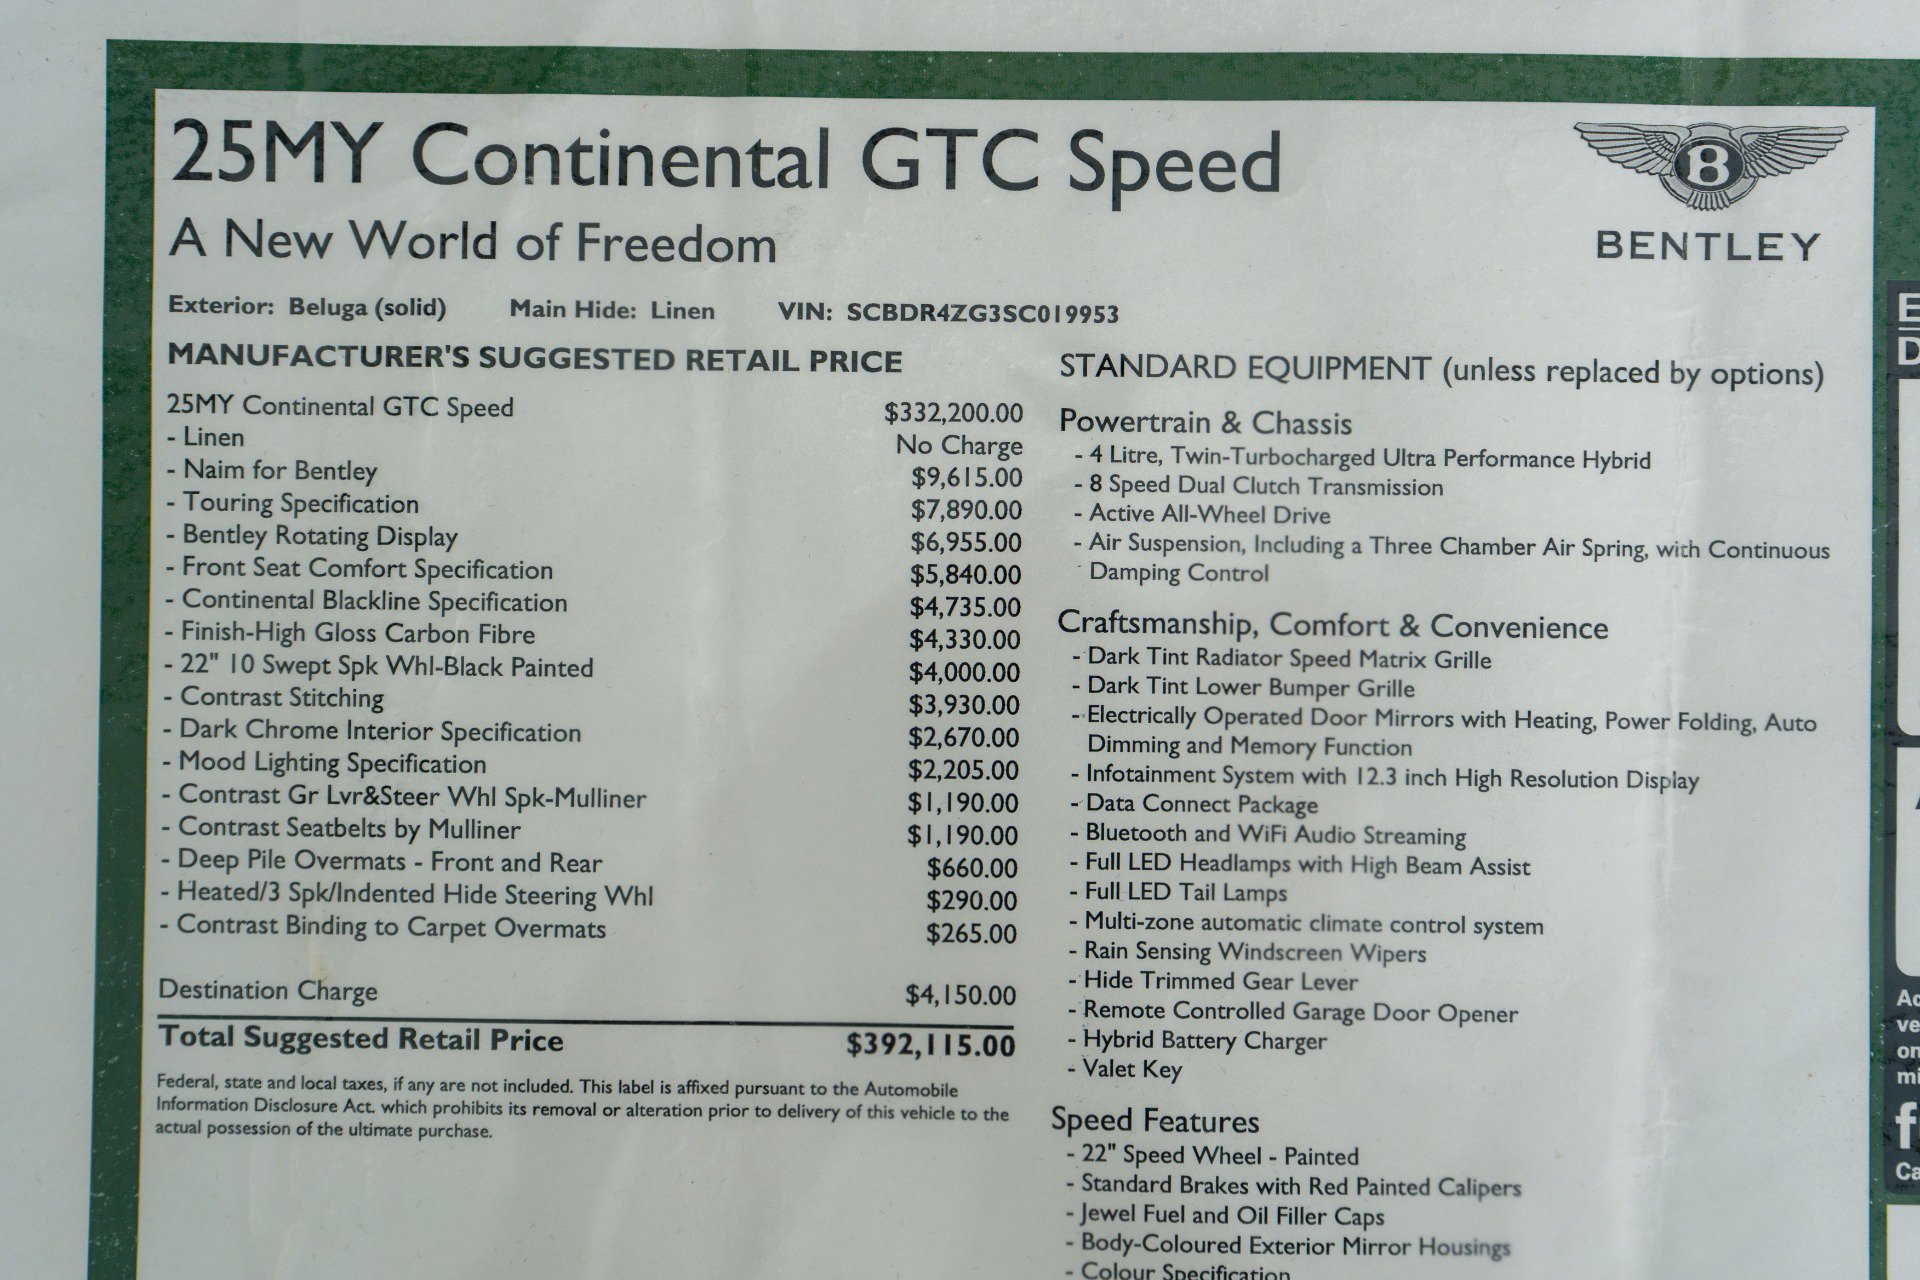 25MY Continental GTC Speed
A New World of Freedom
8
BENTLEY
Exterior: Beluga (solid) Main Hide: Linen VIN: SCBDR4ZG3SC019953
MANUFACTURER'S SUGGESTED RETAIL PRICE
25MY Continental GTC Speed $332,200.00
- Linen No Charge
- Naim for Bentley $9,615.00
- Touring Specification $7,890.00
- Bentley Rotating Display $6,955.00
- Front Seat Comfort Specification $5,840.00
- Continental Blackline Specification $4,735.00
- Finish-High Gloss Carbon Fibre $4,330.00
- 22" 10 Swept Spk Whl-Black Painted $4,000.00
- Contrast Stitching $3,930.00
- Dark Chrome Interior Specification $2,670.00
- Mood Lighting Specification $2,205.00
- Contrast Gr Lvr&Steer Whl Spk-Mulliner $1,190.00
- Contrast Seatbelts by Mulliner $1,190.00
- Deep Pile Overmats - Front and Rear $660.00
- Heated/3 Spk/Indented Hide Steering Whl $290.00
- Contrast Binding to Carpet Overmats $265.00
Destination Charge $4,150.00
Total Suggested Retail Price $392,115.00
Federal, state and local taxes, if any are not included. This label is affixed pursuant to the Automobile
Information Disclosure Act. which prohibits its removal or alteration prior to delivery of this vehicle to the
actual possession of the ultimate purchase.
STANDARD EQUIPMENT (unless replaced by options)
Powertrain & Chassis
- 4 Litre, Twin-Turbocharged Ultra Performance Hybrid
- 8 Speed Dual Clutch Transmission
- Active All-Wheel Drive
- Air Suspension, Including a Three Chamber Air Spring, with Continuous
Damping Control
Craftsmanship, Comfort & Convenience
- Dark Tint Radiator Speed Matrix Grille
- Dark Tint Lower Bumper Grille
- Electrically Operated Door Mirrors with Heating, Power Folding, Auto
Dimming and Memory Function
- Infotainment System with 12.3 inch High Resolution Display
- Data Connect Package
- Bluetooth and WiFi Audio Streaming
- Full LED Headlamps with High Beam Assist
- Full LED Tail Lamps
- Multi-zone automatic climate control system
- Rain Sensing Windscreen Wipers
- Hide Trimmed Gear Lever
- Remote Controlled Garage Door Opener
- Hybrid Battery Charger
- Valet Key
Speed Features
- 22" Speed Wheel - Painted
- Standard Brakes with Red Painted Calipers
- Jewel Fuel and Oil Filler Caps
- Body-Coloured Exterior Mirror Housings
- Colour Specification